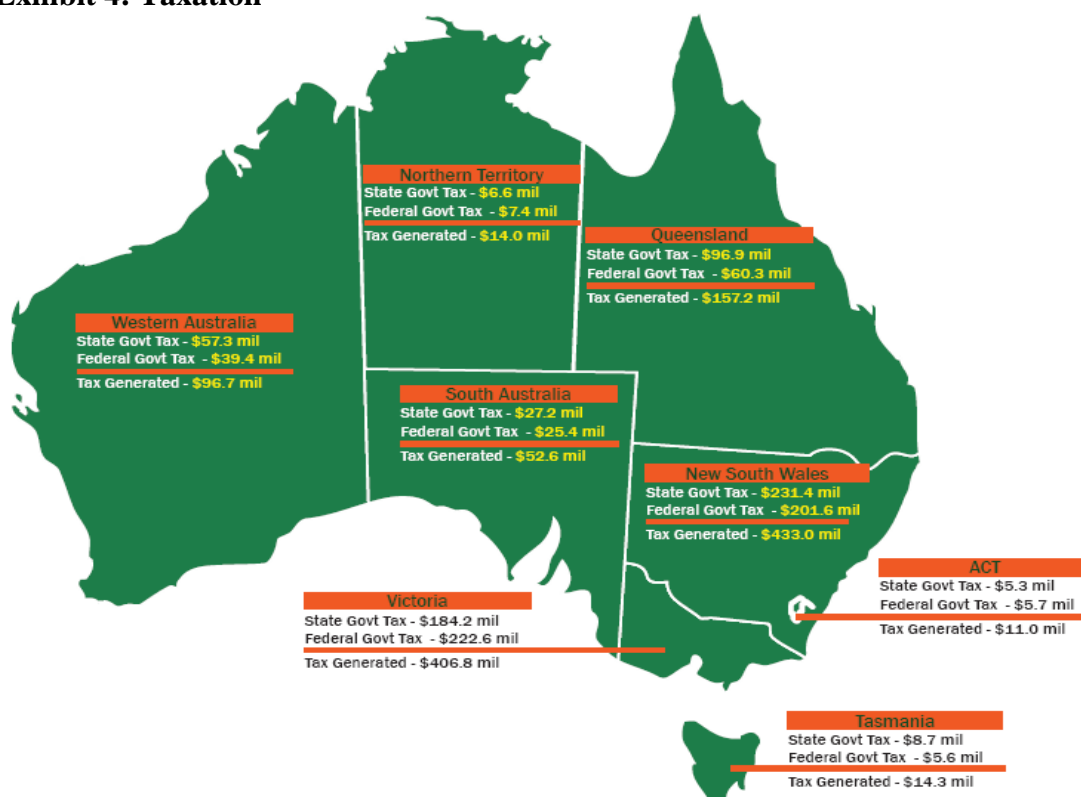 Exhibit 4: Taxation
Northern Territory
State Govt Tax - $6.6 mil
Federal Govt Tax - $7.4 mil
Tax Generated - $14.0 mil
Queensland
State Govt Tax - $96.9 mil
Federal Govt Tax - $60.3 mil
Tax Generated - $157.2 mil
Western Australia
State Govt Tax - $57.3 mil
Federal Govt Tax - $39.4 mil
Tax Generated - $96.7 mil
South Australia
State Govt Tax - $27.2 mil
Federal Govt Tax - $25.4 mil
Tax Generated - $52.6 mil
New South Wales
State Govt Tax - $231.4 mil
Federal Govt Tax - $201.6 mil
Tax Generated - $433.0 mil
ACT
State Govt Tax - $5.3 mil
Federal Govt Tax - $5.7 mil
Tax Generated - $11.0 mil
Victoria
State Govt Tax - $184.2 mil
Federal Govt Tax - $222.6 mil
Tax Generated - $406.8 mil
Tasmania
State Govt Tax - $8.7 mil
Federal Govt Tax - $5.6 mil
Tax Generated - $14.3 mil